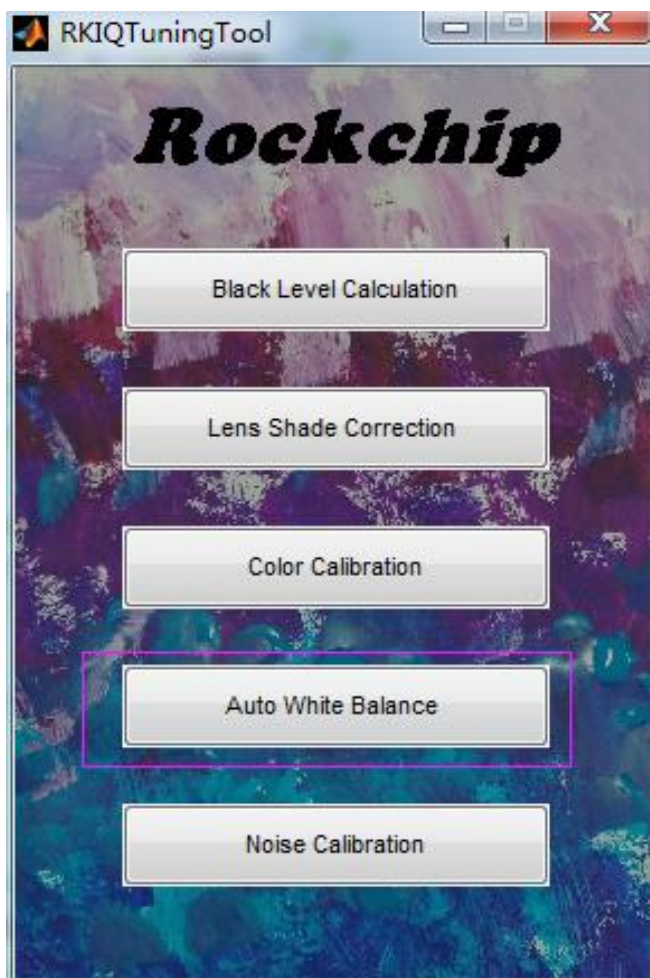 RKIQTuningTool
Rockchip
Black Level Calculation
Lens Shade Correction
Color Calibration
Auto White Balance
Noise Calibration